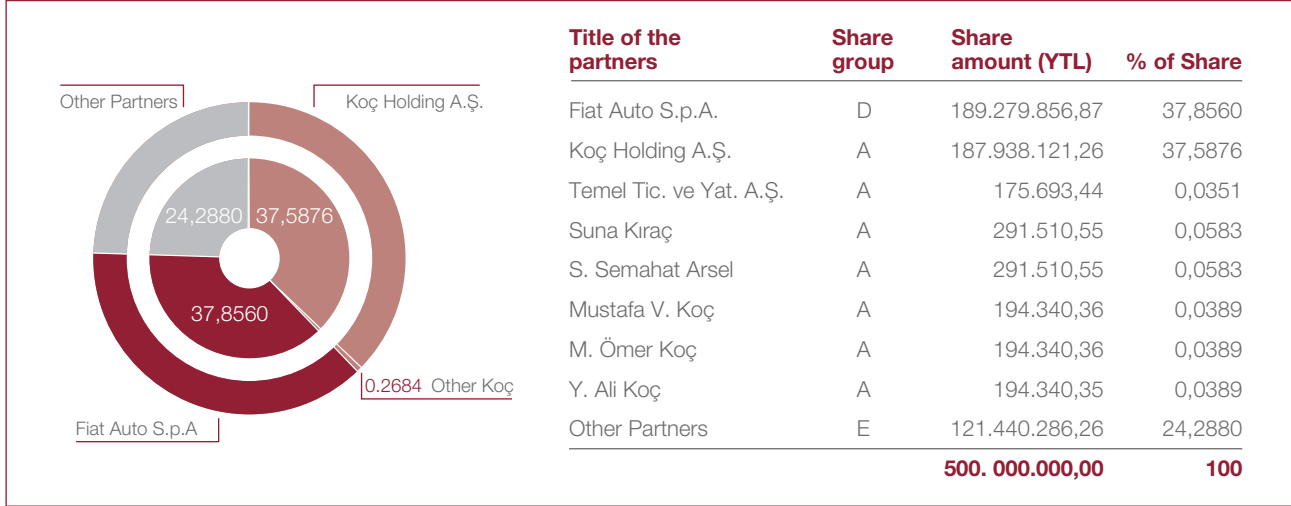 Other Partners
Koç Holding A.Ş.
24,2880
37,5876
37,8560
0.2684 Other Koç
Fiat Auto S.p.A
Title of the partners Share group Share amount (YTL) % of Share
Fiat Auto S.p.A. D 189.279.856,87 37,8560
Koç Holding A.Ş. A 187.938.121,26 37,5876
Temel Tic. ve Yat. A.Ş. A 175.693,44 0,0351
Suna Kıraç A 291.510,55 0,0583
S. Semahat Arsel A 291.510,55 0,0583
Mustafa V. Koç A 194.340,36 0,0389
M. Ömer Koç A 194.340,36 0,0389
Y. Ali Koç A 194.340,35 0,0389
Other Partners E 121.440.286,26 24,2880
500. 000.000,00 100